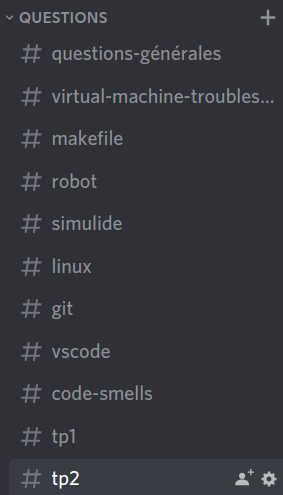 QUESTIONS
# questions-générales
# virtual-machine-troubles...
# makefile
# robot
# simulide
# linux
# git
# vscode
# code-smells
# tp1
# tp2